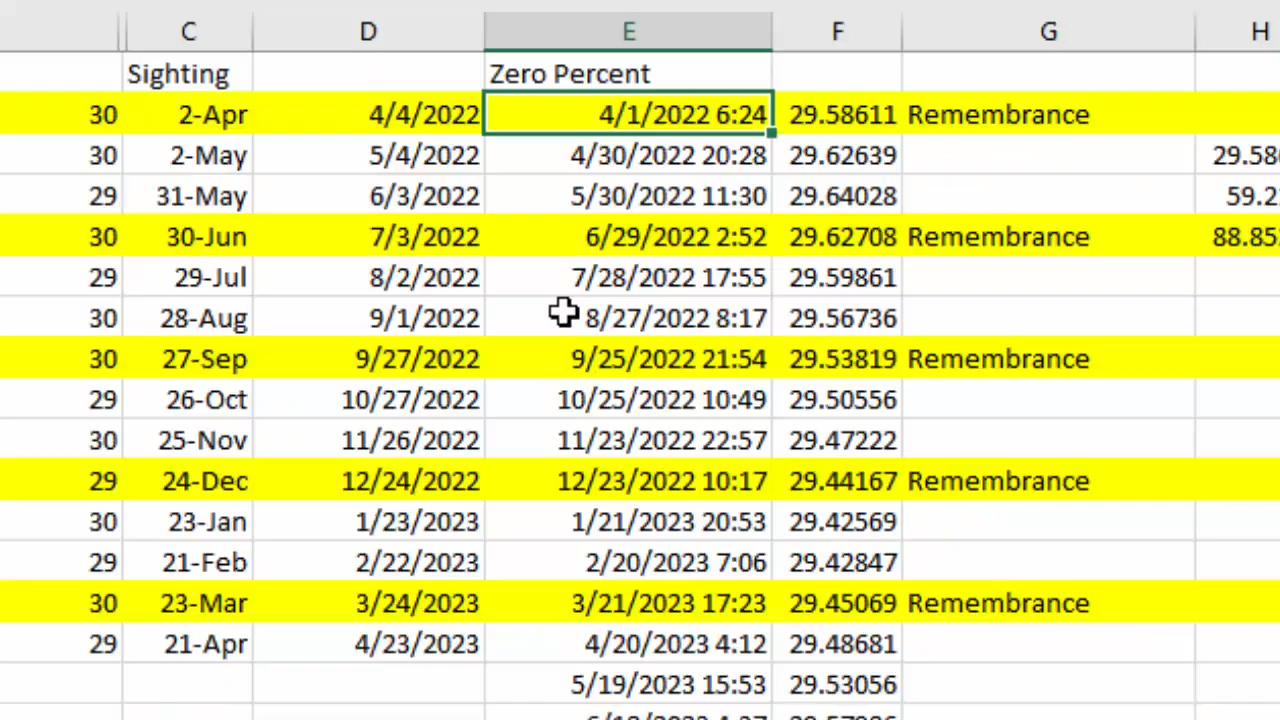 C D E F G H
Sighting Zero Percent
30 2-Apr 4/4/2022 4/1/2022 6:24 29.58611 Remembrance
30 2-May 5/4/2022 4/30/2022 20:28 29.62639
29 31-May 6/3/2022 5/30/2022 11:30 29.64028
30 30-Jun 7/3/2022 6/29/2022 2:52 29.62708 Remembrance
29 29-Jul 8/2/2022 7/28/2022 17:55 29.59861
30 28-Aug 9/1/2022 8/27/2022 8:17 29.56736
30 27-Sep 9/27/2022 9/25/2022 21:54 29.53819 Remembrance
29 26-Oct 10/27/2022 10/25/2022 10:49 29.50556
30 25-Nov 11/26/2022 11/23/2022 22:57 29.47222
29 24-Dec 12/24/2022 12/23/2022 10:17 29.44167 Remembrance
30 23-Jan 1/23/2023 1/21/2023 20:53 29.42569
29 21-Feb 2/22/2023 2/20/2023 7:06 29.42847
30 23-Mar 3/24/2023 3/21/2023 17:23 29.45069 Remembrance
29 21-Apr 4/23/2023 4/20/2023 4:12 29.48681
5/19/2023 15:53 29.53056